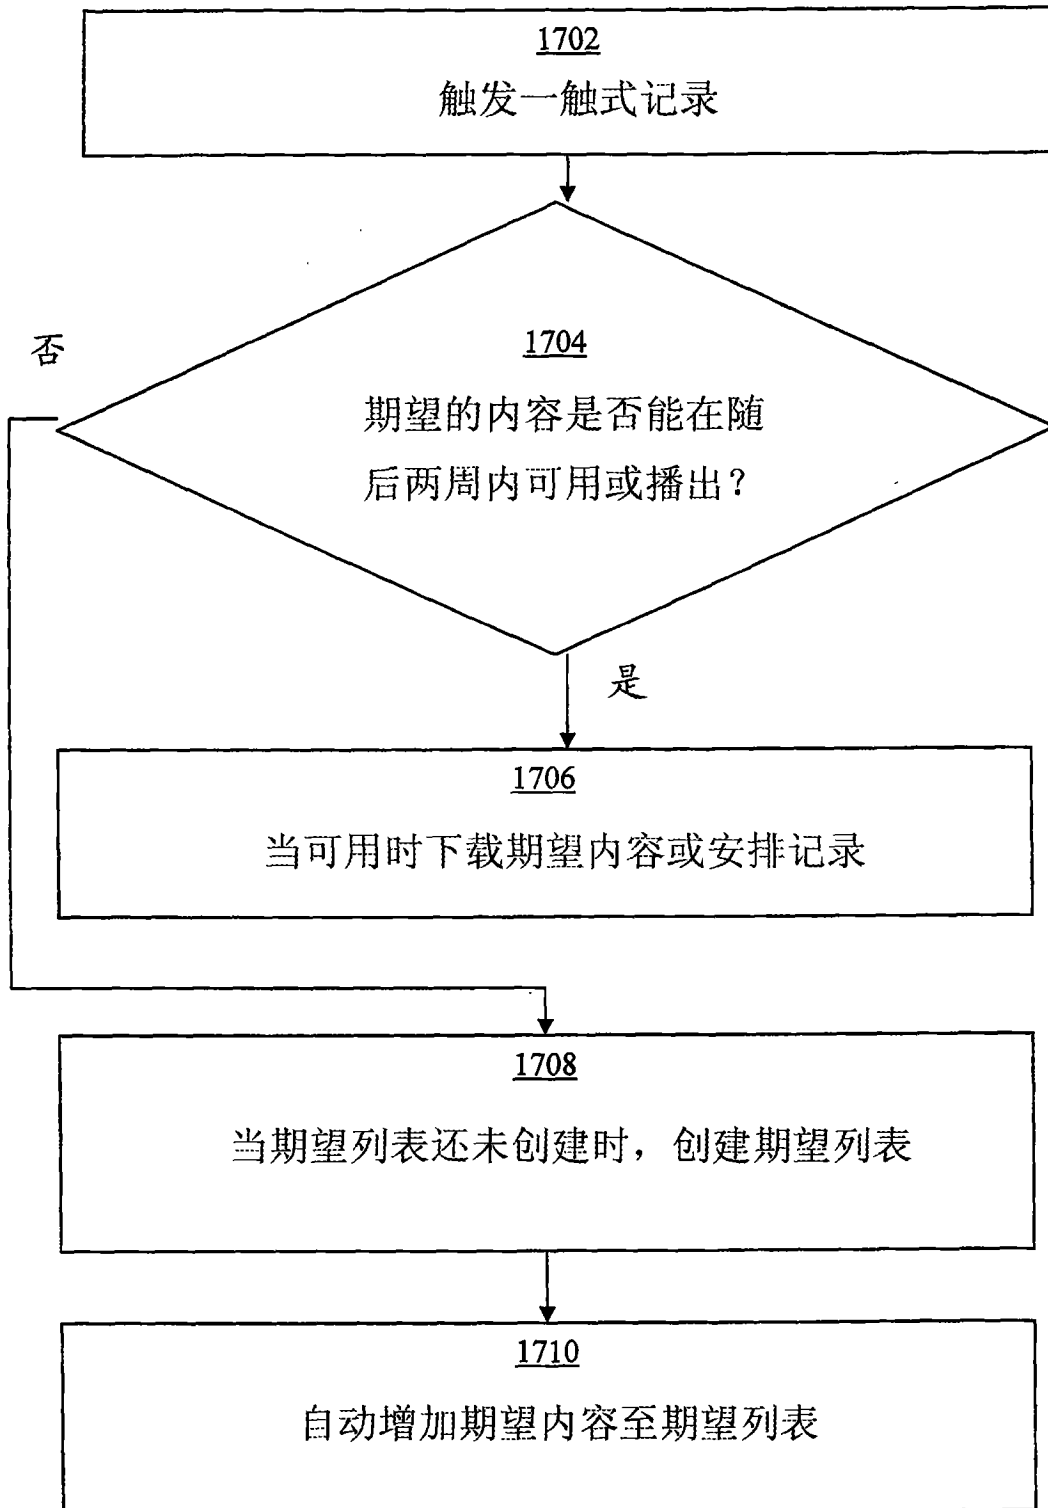 1702
触发一触式记录
否
1704
期望的内容是否能在随
后两周内可用或播出？
是
1706
当可用时下载期望内容或安排记录
1708
当期望列表还未创建时，创建期望列表
1710
自动增加期望内容至期望列表